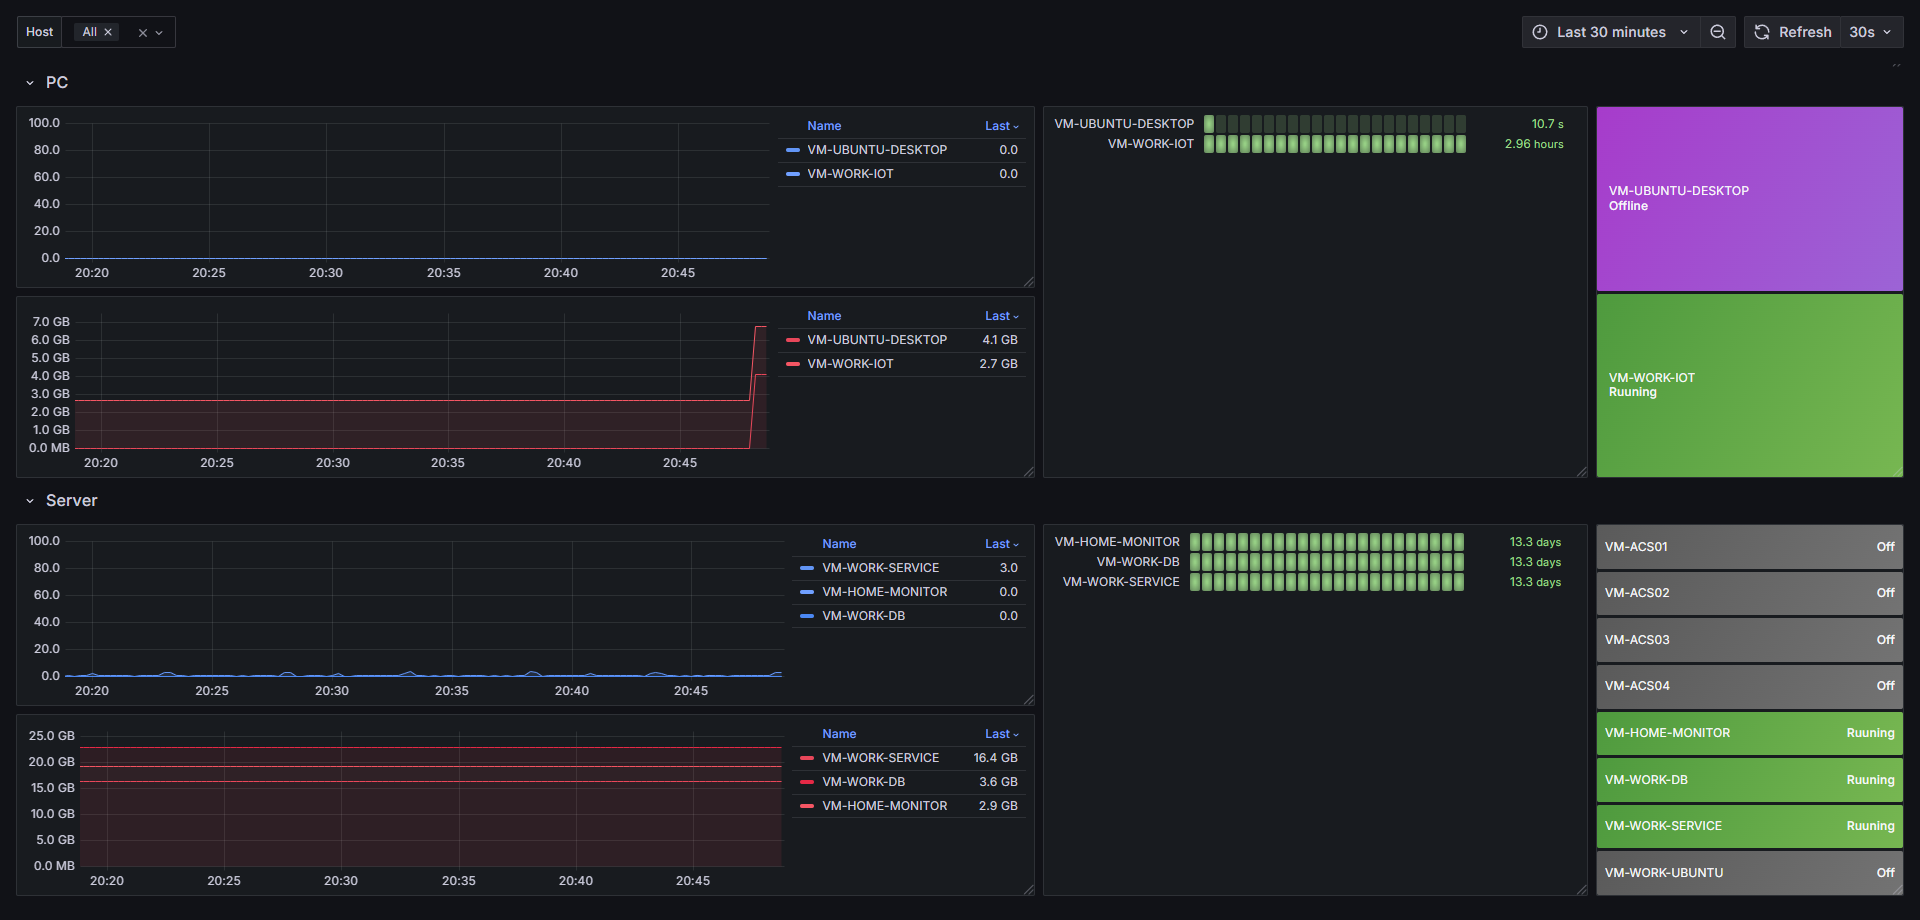 Host All
Last 30 minutes Refresh 30s
PC
100.0
80.0
60.0
40.0
20.0
0.0
20:20 20:25 20:30 20:35 20:40 20:45
Name Last
VM-UBUNTU-DESKTOP 0.0
VM-WORK-IOT 0.0
VM-UBUNTU-DESKTOP 10.7 s
VM-WORK-IOT 2.96 hours
VM-UBUNTU-DESKTOP
Offline
7.0 GB
6.0 GB
5.0 GB
4.0 GB
3.0 GB
2.0 GB
1.0 GB
0.0 MB
20:20 20:25 20:30 20:35 20:40 20:45
Name Last
VM-UBUNTU-DESKTOP 4.1 GB
VM-WORK-IOT 2.7 GB
VM-WORK-IOT
Ruuning
Server
100.0
80.0
60.0
40.0
20.0
0.0
20:20 20:25 20:30 20:35 20:40 20:45
Name Last
VM-WORK-SERVICE 3.0
VM-HOME-MONITOR 0.0
VM-WORK-DB 0.0
VM-HOME-MONITOR 13.3 days
VM-WORK-DB 13.3 days
VM-WORK-SERVICE 13.3 days
25.0 GB
20.0 GB
15.0 GB
10.0 GB
5.0 GB
0.0 MB
20:20 20:25 20:30 20:35 20:40 20:45
Name Last
VM-WORK-SERVICE 16.4 GB
VM-WORK-DB 3.6 GB
VM-HOME-MONITOR 2.9 GB
VM-ACS01 Off
VM-ACS02 Off
VM-ACS03 Off
VM-ACS04 Off
VM-HOME-MONITOR Ruuning
VM-WORK-DB Ruuning
VM-WORK-SERVICE Ruuning
VM-WORK-UBUNTU Off